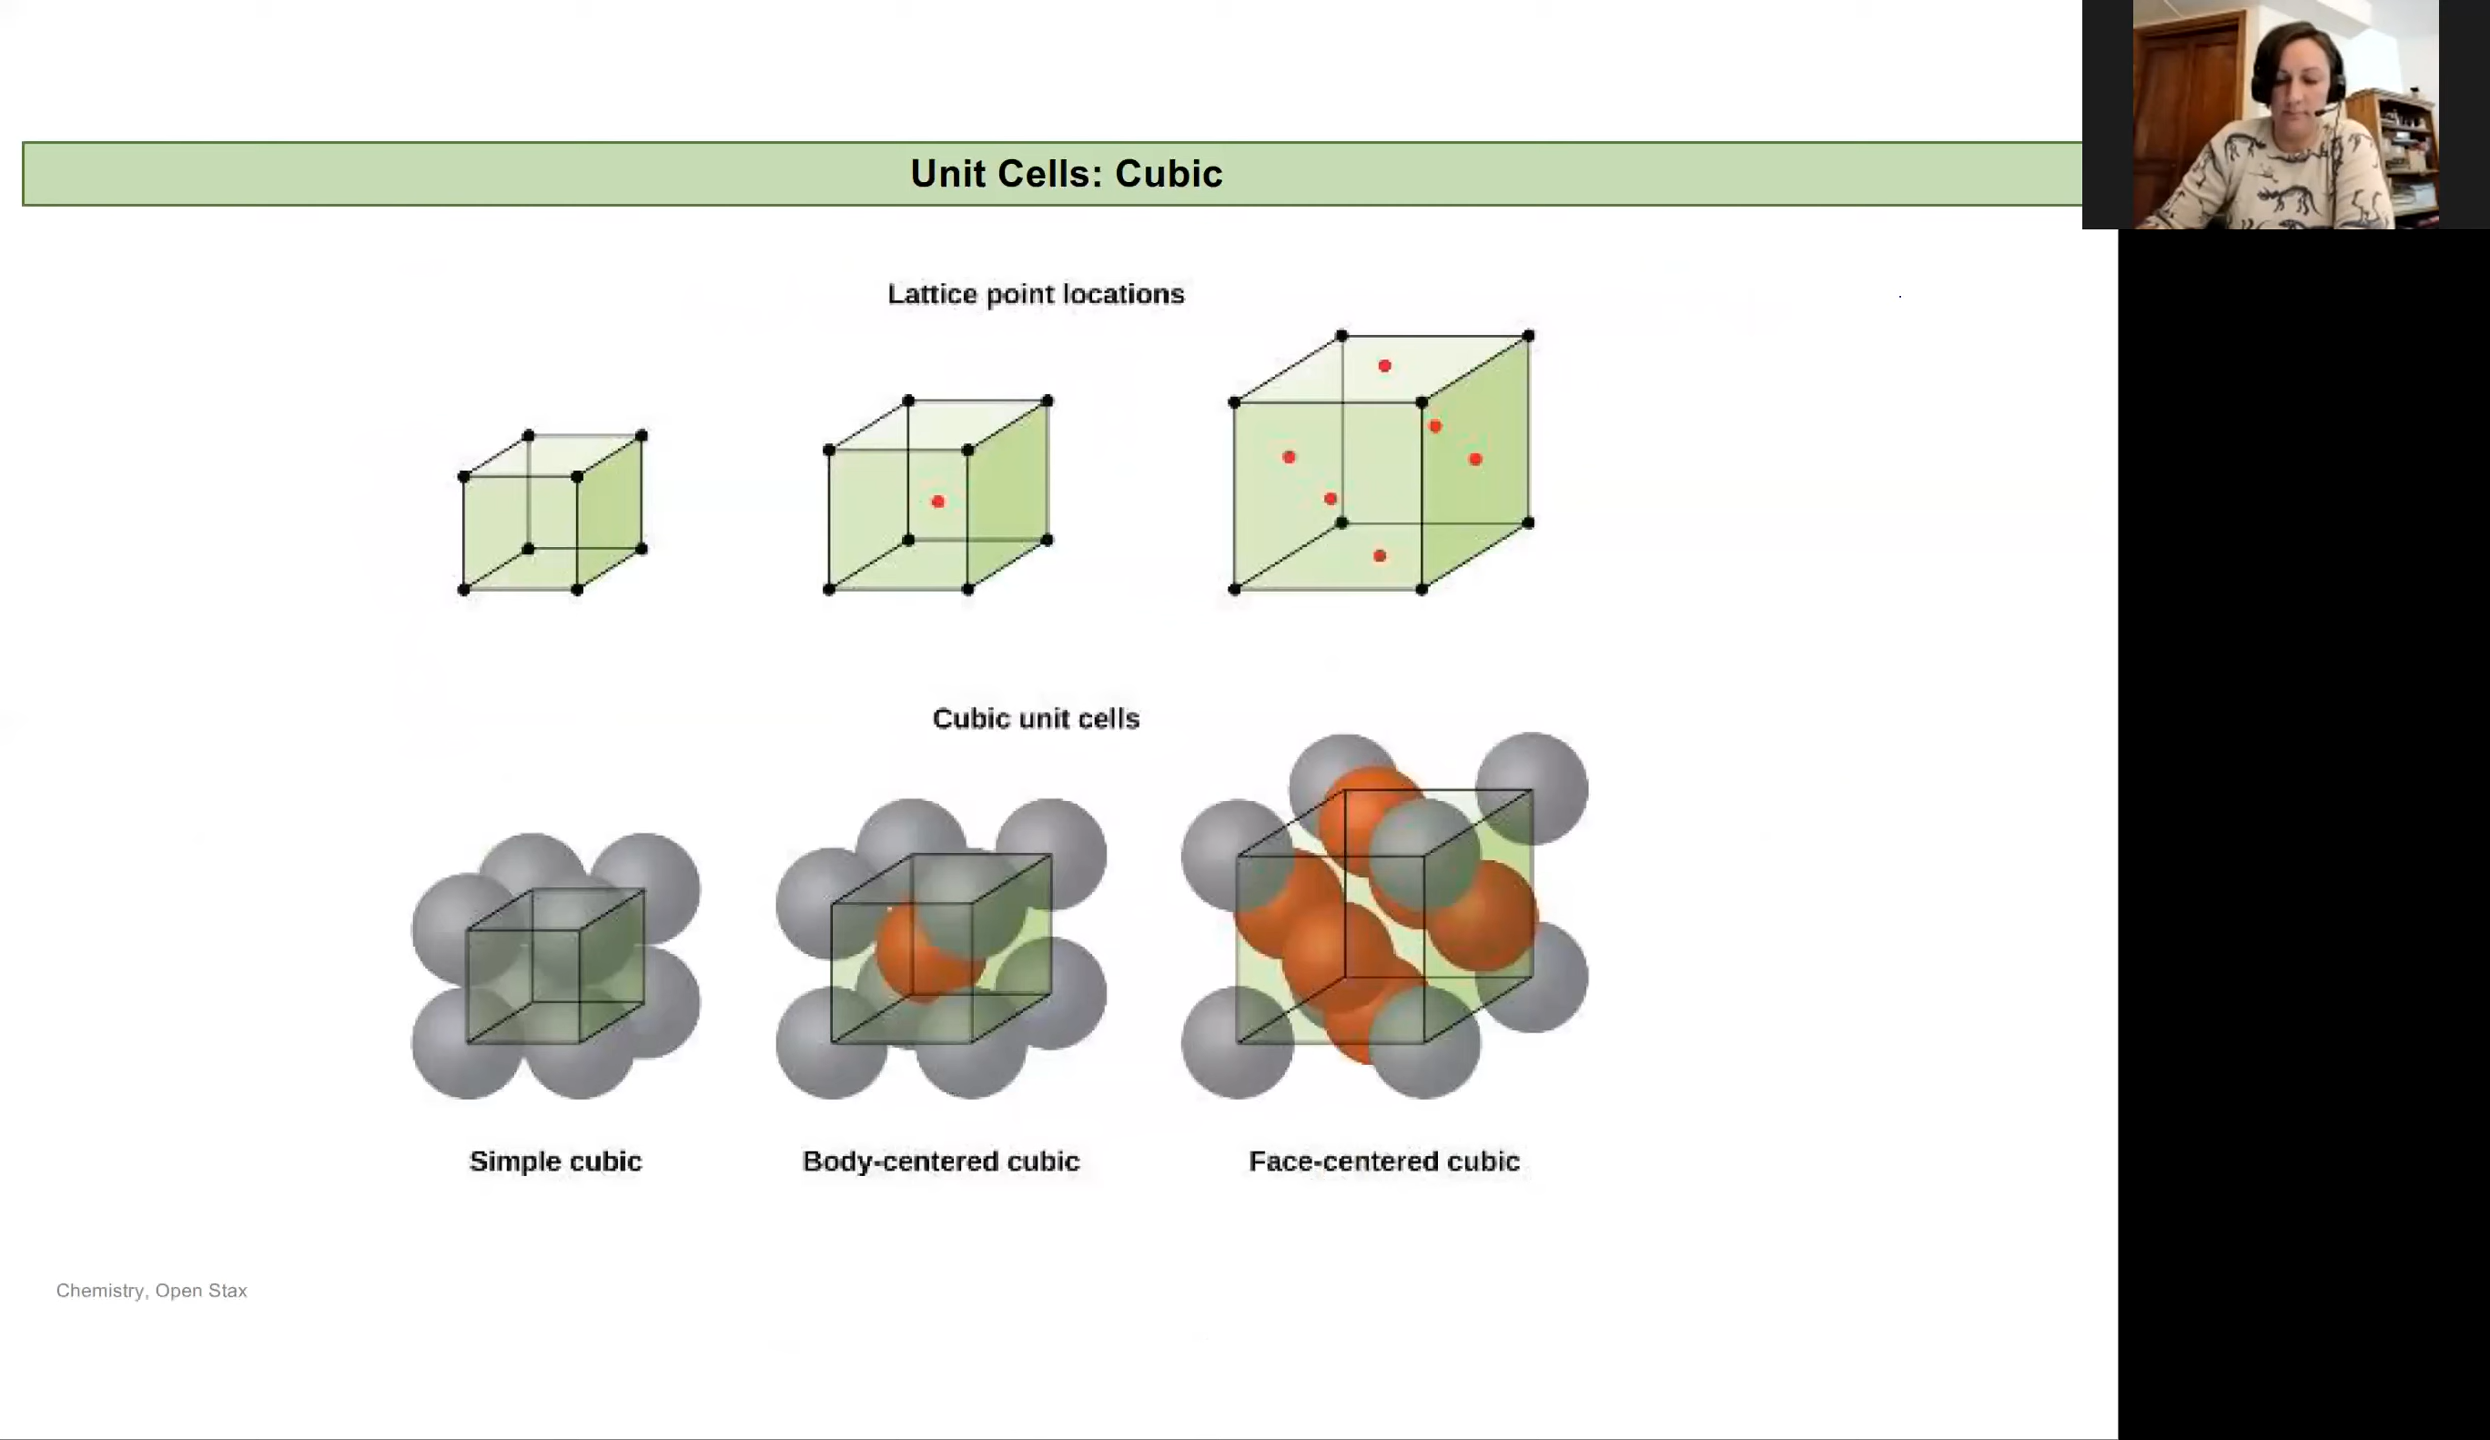 Unit Cells: Cubic
Lattice point locations
Cubic unit cells
Simple cubic
Body-centered cubic
Face-centered cubic
Chemistry, Open Stax